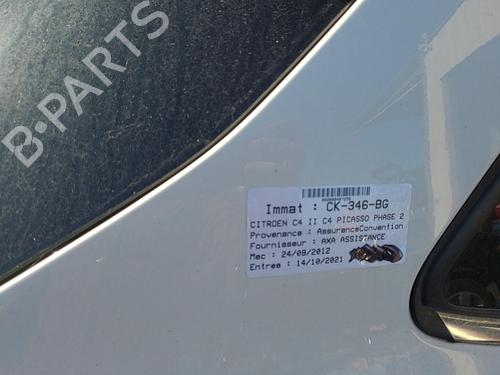 B-PARTS
Immat : CK-346-BG
CITROEN C4 II C4 PICASSO PHASE 2
Provenance : AssuranceConvention
Fournisseur : AXA ASSISTANCE
Mec : 24/08/2012
Entree : 14/10/2021